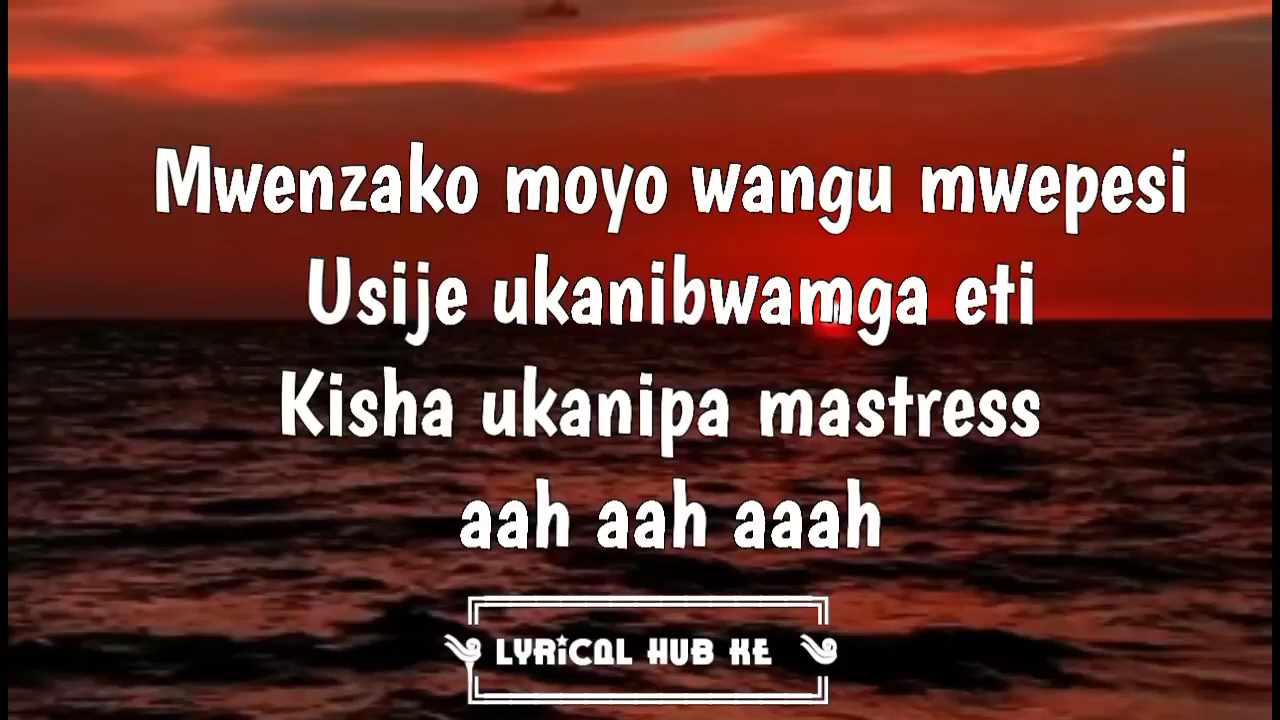 Mwenzako moyo wangu mwepesi
Usije ukanibwamga eti
Kisha ukanipa mastress
aah aah aaah
LYRICAL HUB KE